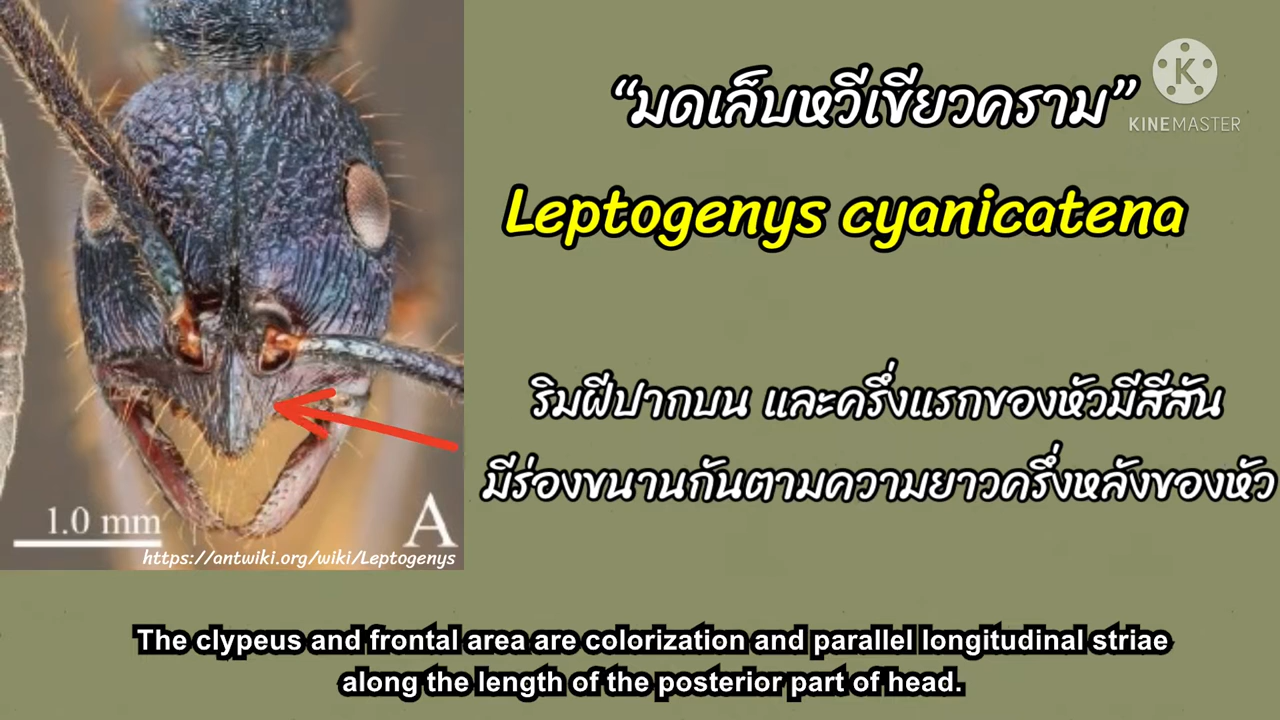 “มดเล็บหวีเขียวคราม”
KINEMASTER
Leptogenys cyanicatena
ริมฝีปากบน และครึ่งแรกของหัวมีสีสัน
มีร่องขนานกันตามความยาวครึ่งหลังของหัว
1.0 mm
A
https://antwiki.org/wiki/Leptogenys
The clypeus and frontal area are colorization and parallel longitudinal striae
along the length of the posterior part of head.